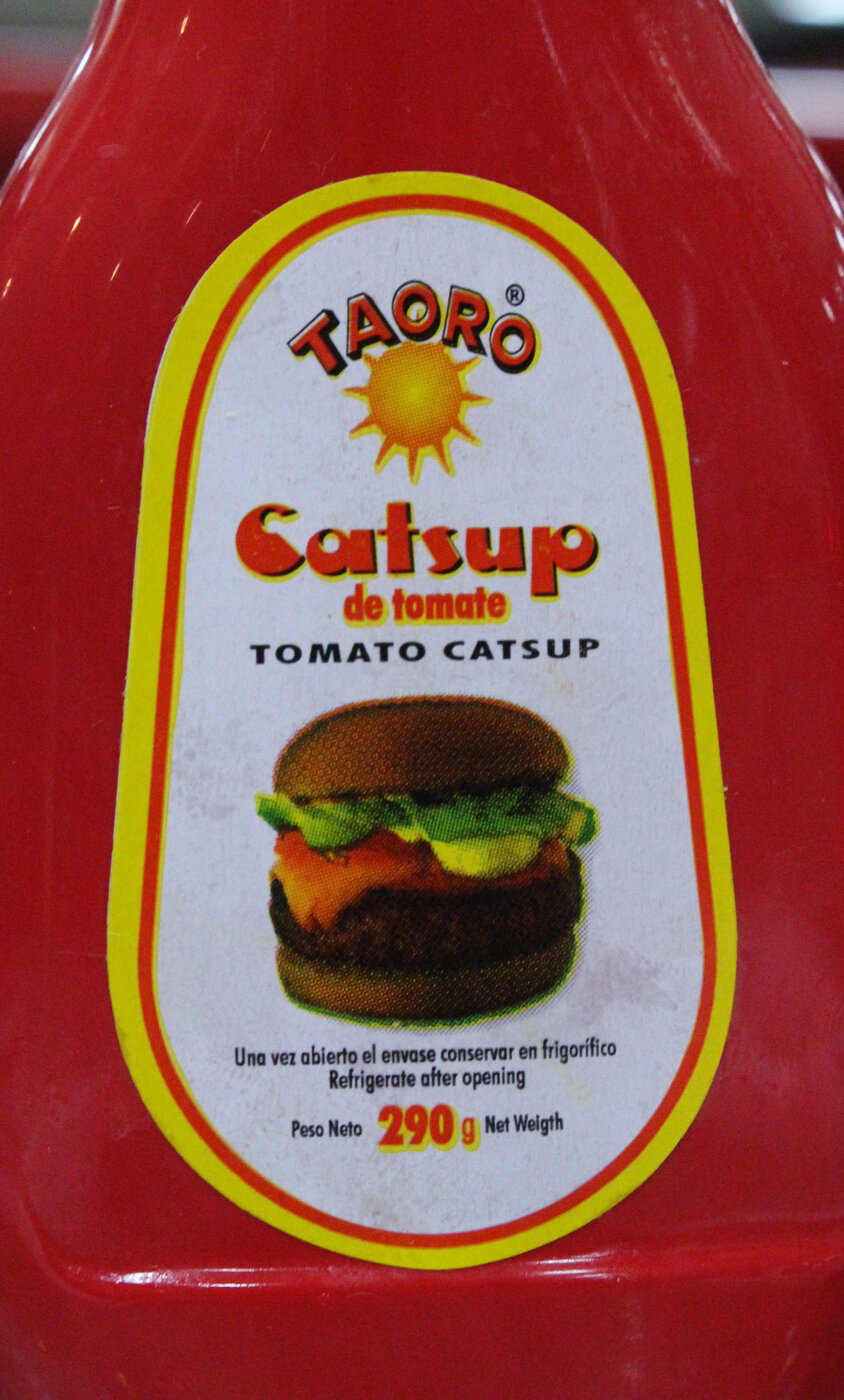 TAORO®
Catsup
de tomate
TOMATO CATSUP
Una vez abierto el envase conservar en frigorífico
Refrigerate after opening
Peso Neto 290 g Net Weigth